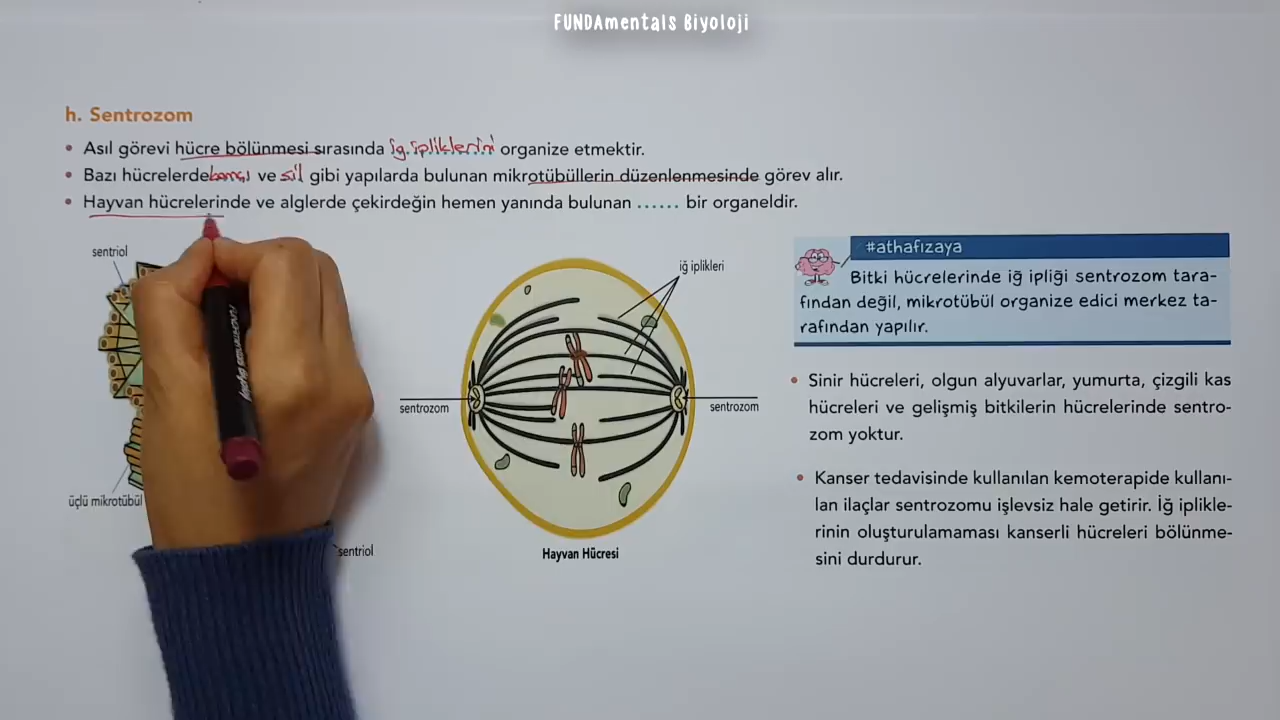 FUNDAmentals Biyoloji
h. Sentrozom
• Asıl görevi hücre bölünmesi sırasında iğ ipliklerini organize etmektir.
• Bazı hücrelerde kamçı ve sil gibi yapılarda bulunan mikrotübüllerin düzenlenmesinde görev alır.
• Hayvan hücrelerinde ve alglerde çekirdeğin hemen yanında bulunan ...... bir organeldir.
sentriol
üçlü mikrotübül
sentriol
iğ iplikleri
sentrozom
sentrozom
Hayvan Hücresi
#athafızaya
Bitki hücrelerinde iğ ipliği sentrozom tara-
fından değil, mikrotübül organize edici merkez ta-
rafından yapılır.
• Sinir hücreleri, olgun alyuvarlar, yumurta, çizgili kas
hücreleri ve gelişmiş bitkilerin hücrelerinde sentro-
zom yoktur.
• Kanser tedavisinde kullanılan kemoterapide kullanı-
lan ilaçlar sentrozomu işlevsiz hale getirir. İğ iplikle-
rinin oluşturulamaması kanserli hücreleri bölünme-
sini durdurur.